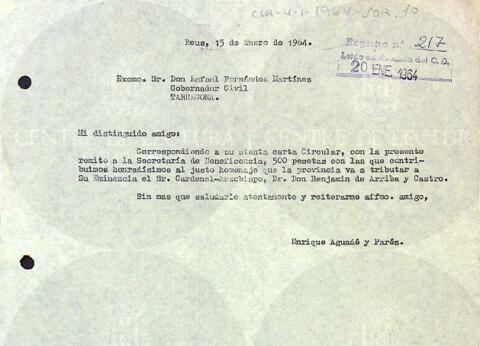 CCR-4-1-1964-SOR, 10
Reus, 15 de Enero de 1964.
Registro n.º 217
Leido en Reunión del C. D.
20 ENE. 1964
Excmo. Sr. Don Rafael Fernández Martínez
Gobernador Civil
TARRAGONA.
Mi distinguido amigo:
Correspondiendo a su atenta carta Circular, con la presente
remito a la Secretaría de Beneficencia, 500 pesetas con las que contri-
buimos honradísimos al justo homenaje que la provincia va a tributar a
Su Eminencia el Sr. Cardenal-Arzobispo, Dr. Don Benjamín de Arriba y Castro.
Sin mas que saludarle atentamente y reiterarme affmo. amigo,
Enrique Aguadé y Parés.